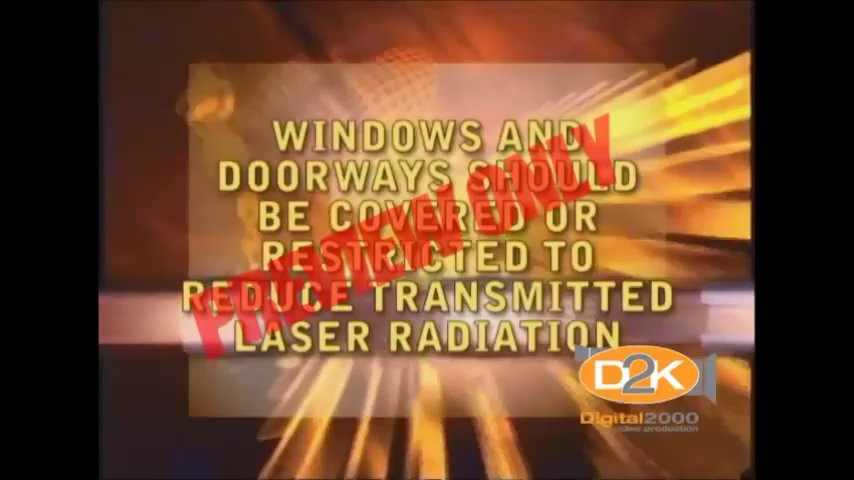 WINDOWS AND
DOORWAYS SHOULD
BE COVERED OR
RESTRICTED TO
REDUCE TRANSMITTED
LASER RADIATION
PREVIEW ONLY
D2K
Digital2000
video production